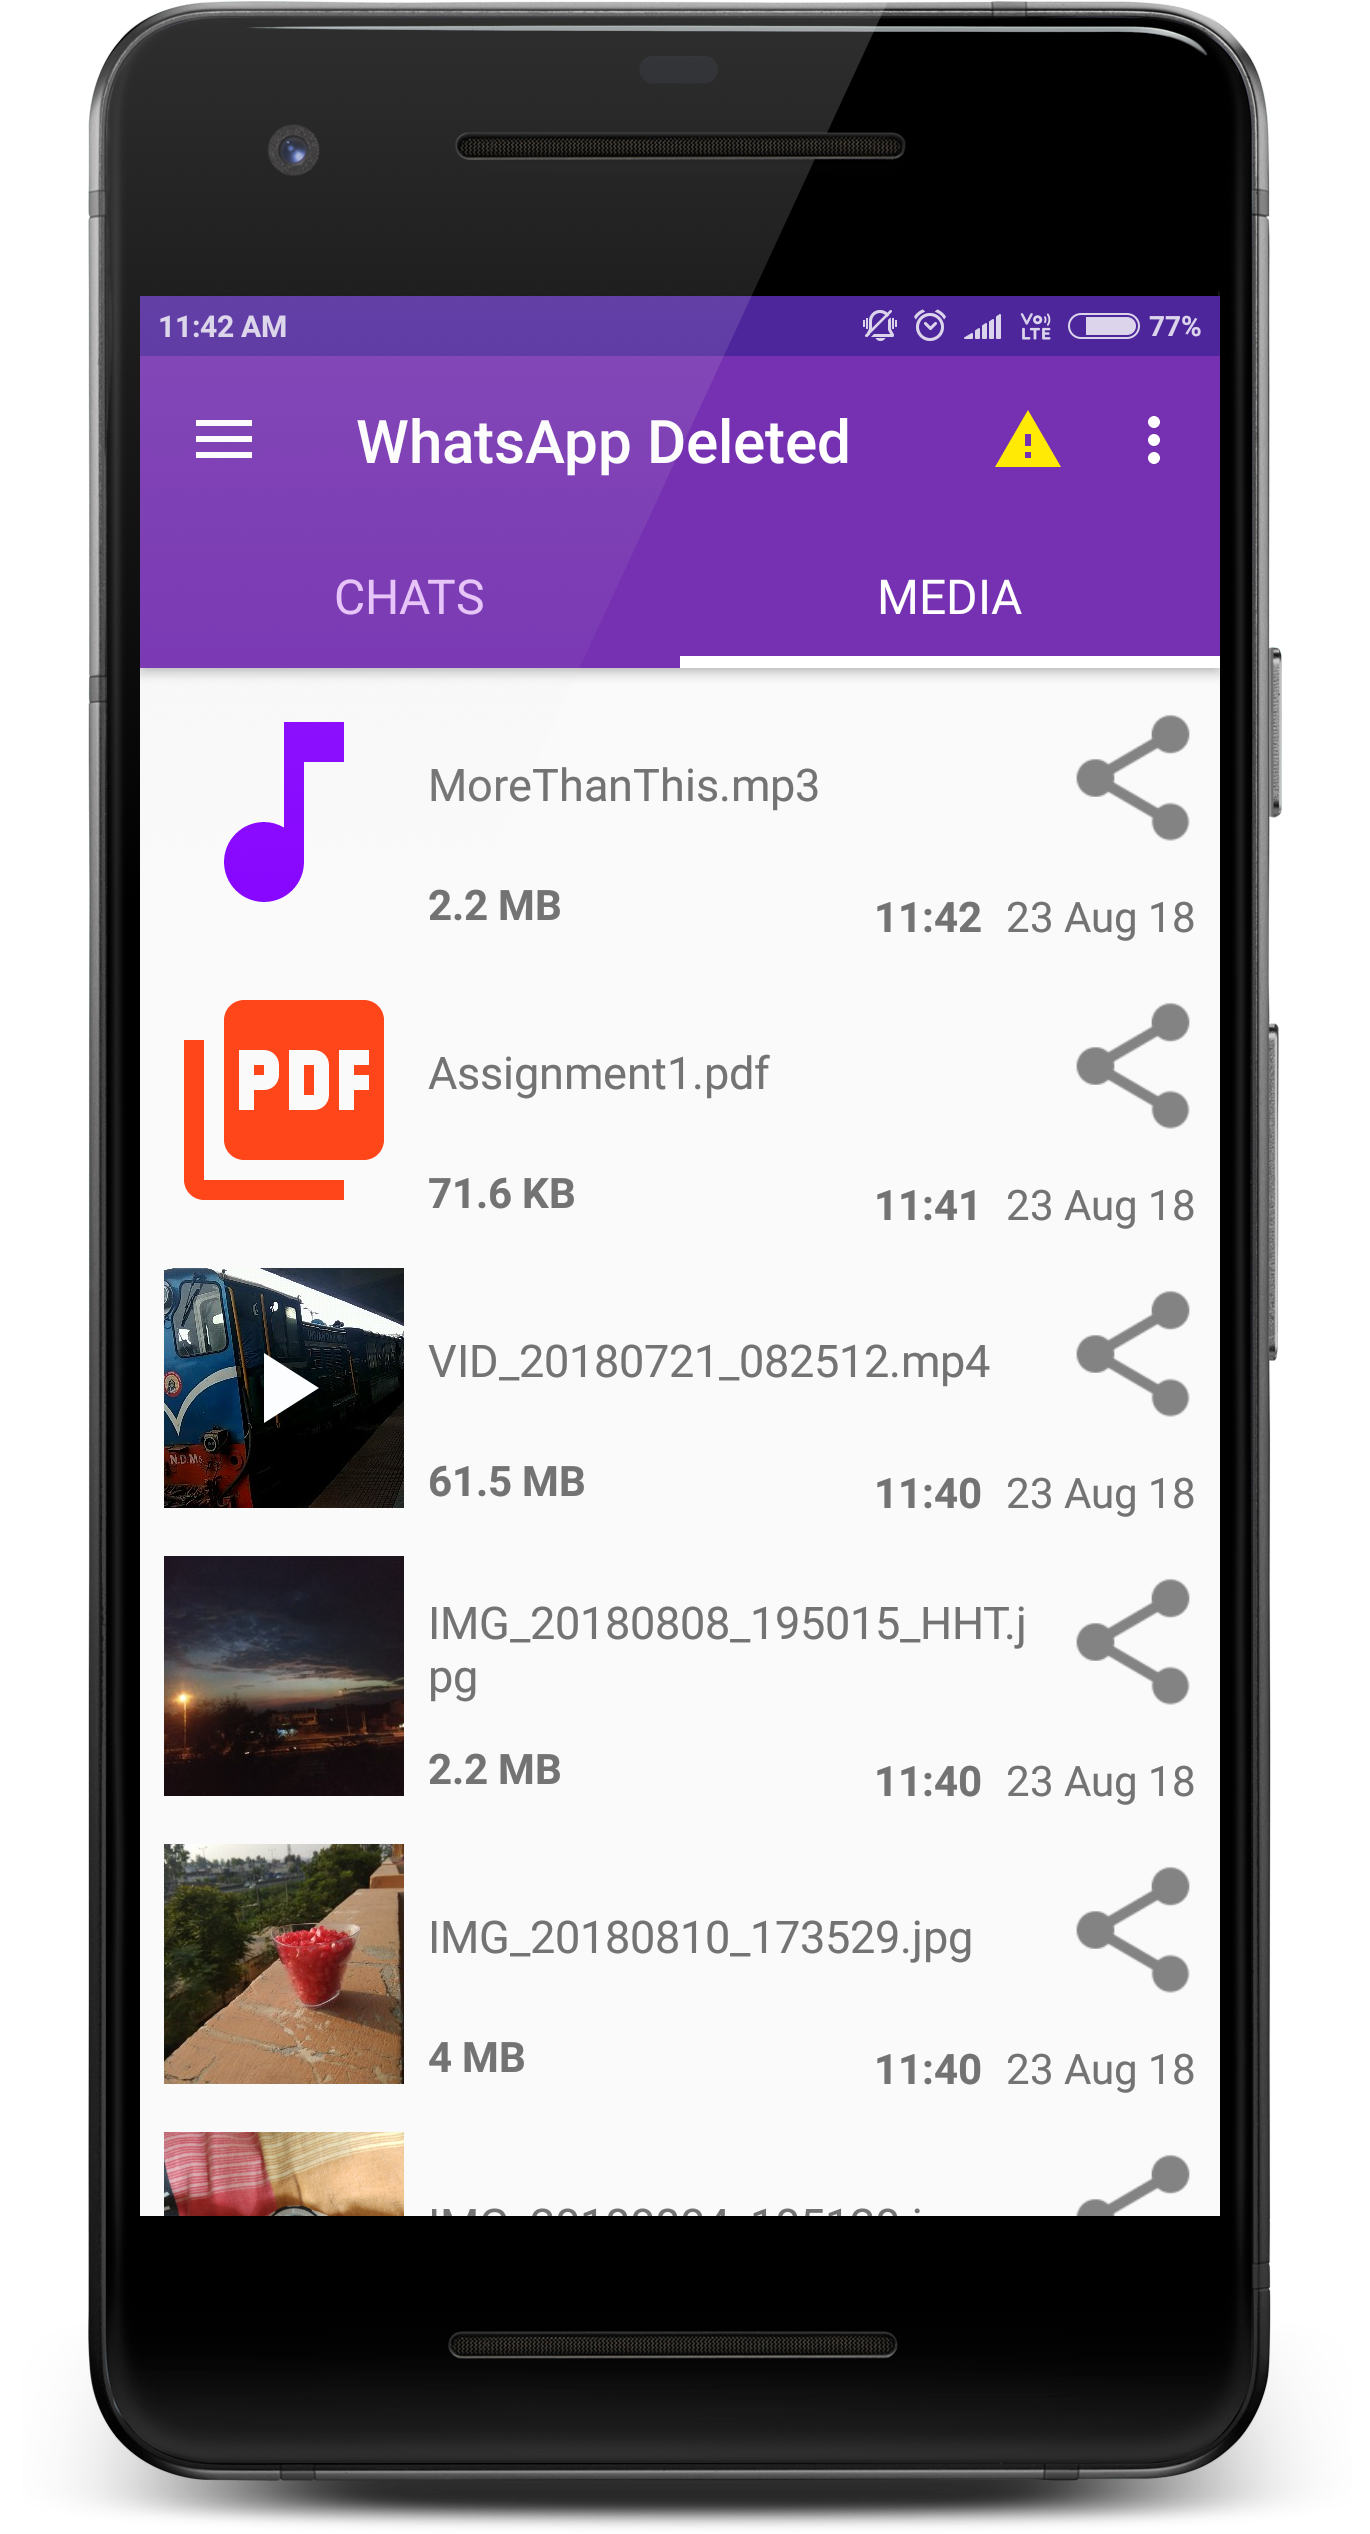 11:42 AM
Vo))
LTE
77%
WhatsApp Deleted
CHATS
MEDIA
MoreThanThis.mp3
2.2 MB
11:42 23 Aug 18
PDF
Assignment1.pdf
71.6 KB
11:41 23 Aug 18
VID_20180721_082512.mp4
N.D.Ms
61.5 MB
11:40 23 Aug 18
IMG_20180808_195015_HHT.j
pg
2.2 MB
11:40 23 Aug 18
IMG_20180810_173529.jpg
4 MB
11:40 23 Aug 18